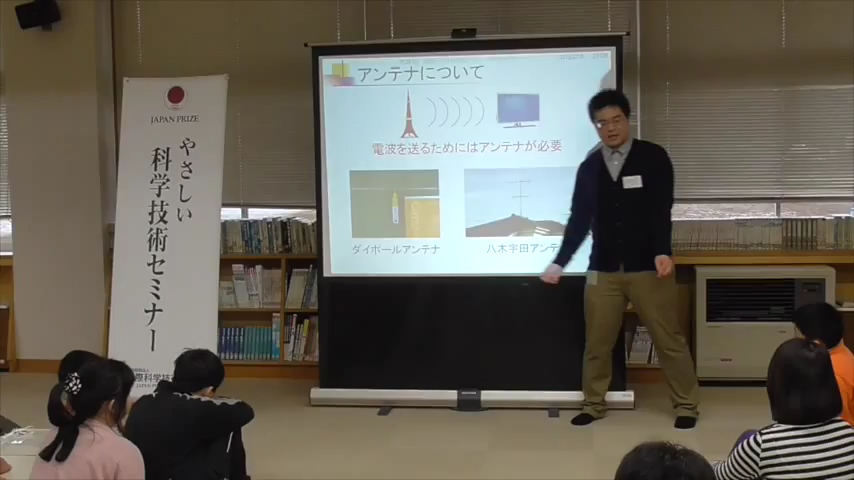 JAPAN PRIZE
やさしい
科学技術セミナー
アンテナについて
電波を送るためにはアンテナが必要
ダイポールアンテナ
八木宇田アンテ